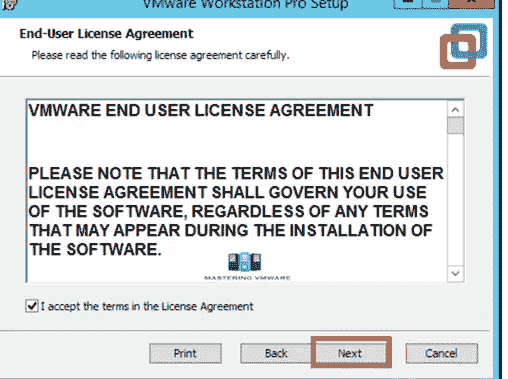 VMware Workstation Pro Setup
End-User License Agreement
Please read the following license agreement carefully.
VMWARE END USER LICENSE AGREEMENT
PLEASE NOTE THAT THE TERMS OF THIS END USER
LICENSE AGREEMENT SHALL GOVERN YOUR USE
OF THE SOFTWARE, REGARDLESS OF ANY TERMS
THAT MAY APPEAR DURING THE INSTALLATION OF
THE SOFTWARE.
MASTERING VMWARE
I accept the terms in the License Agreement
Print Back Next Cancel